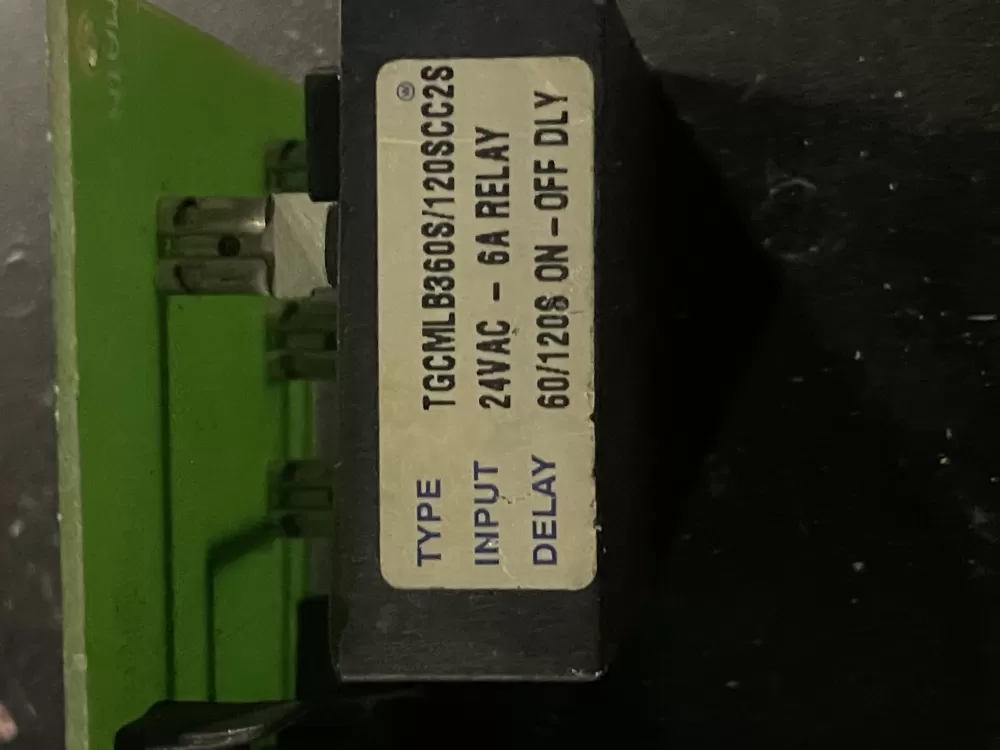 TYPE TGCMLB360S/120SCC2S
INPUT 24VAC - 6A RELAY
DELAY 60/120S ON-OFF DLY